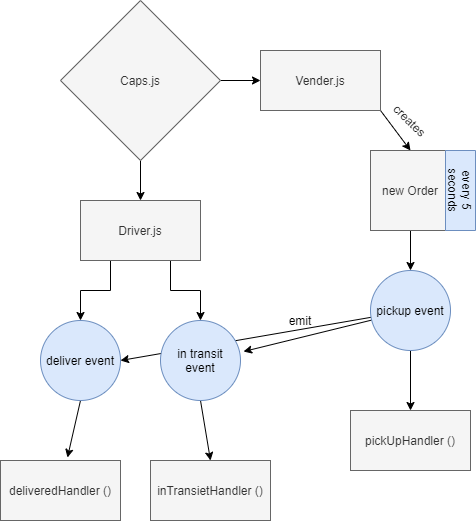 Caps.js
Vender.js
creates
new Order
every 5
seconds
Driver.js
pickup event
emit
deliver event
in transit
event
pickUpHandler ()
deliveredHandler ()
inTransietHandler ()